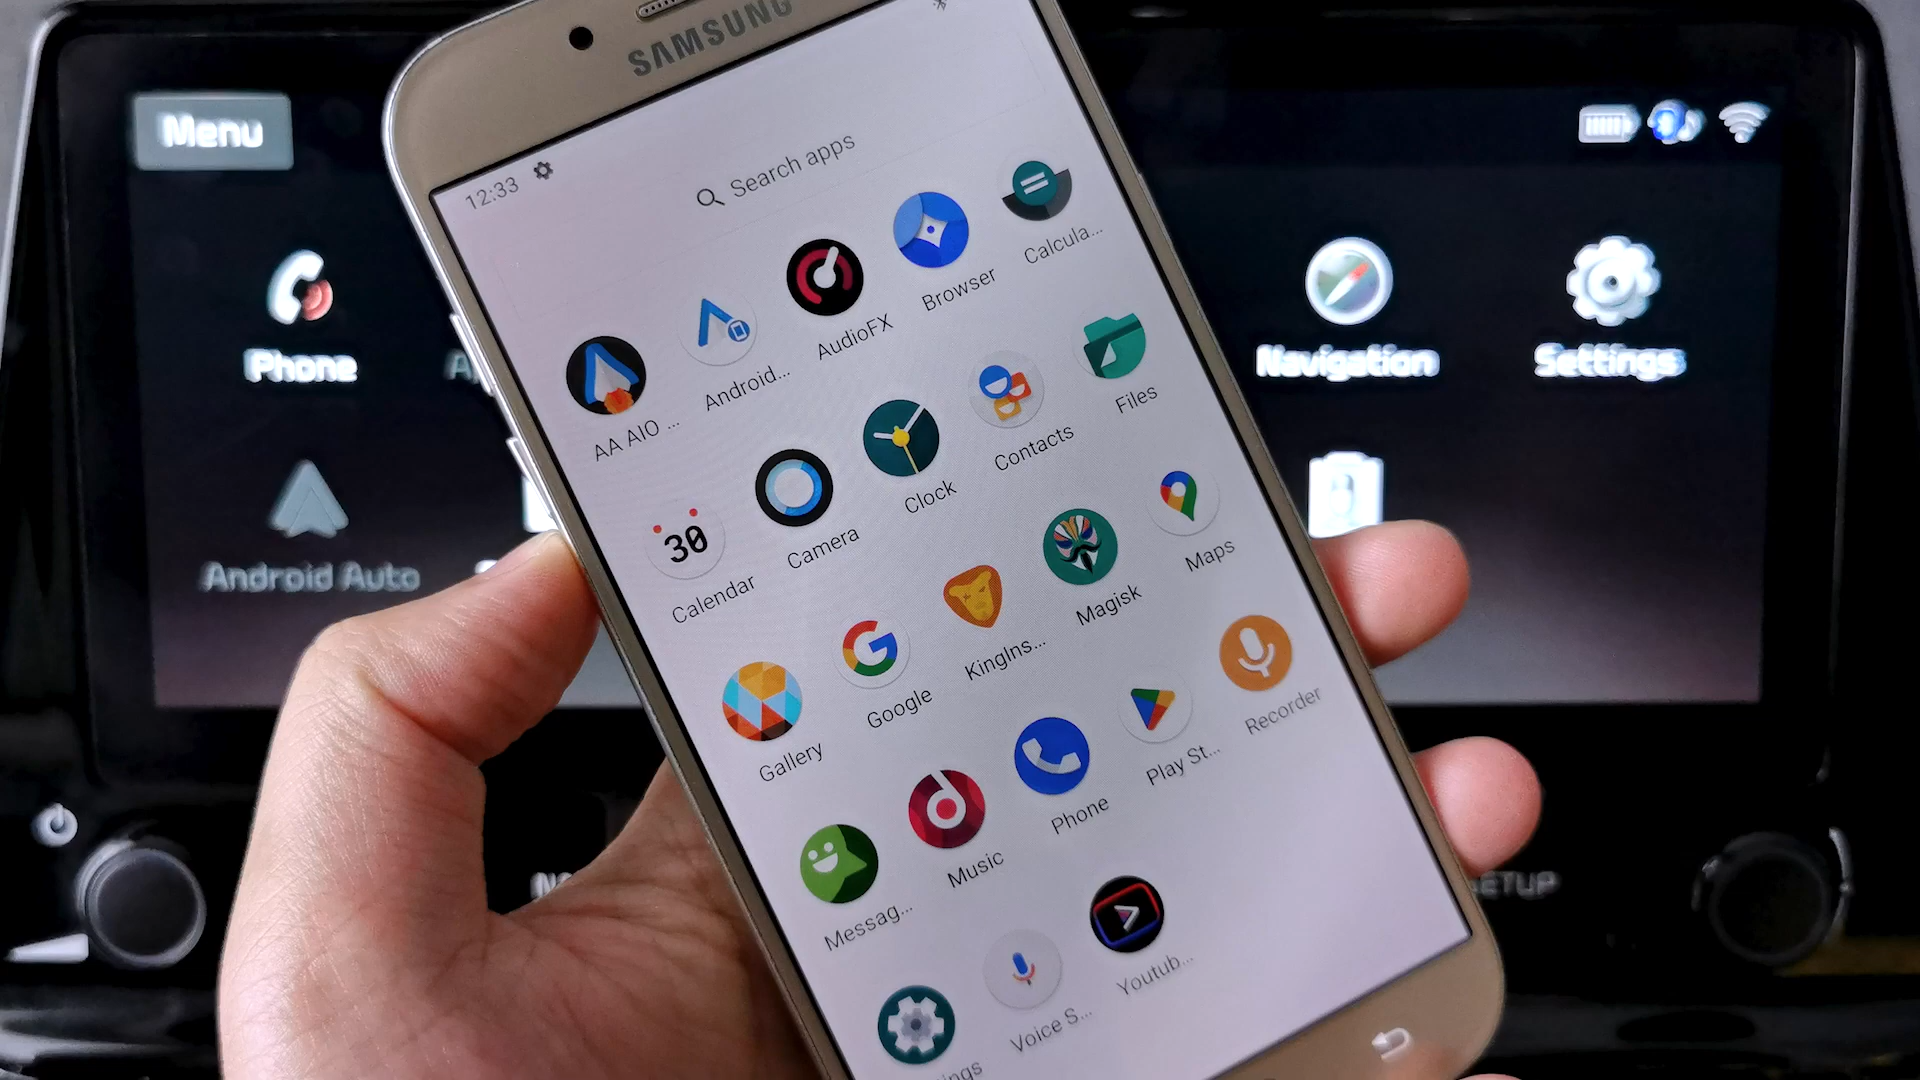 SAMSUNG
12:33
Search apps
AA AIO ...
Android...
AudioFX
Browser
Calcula...
30
Calendar
Camera
Clock
Contacts
Files
Gallery
Google
KingIns...
Magisk
Maps
Messag...
Music
Phone
Play St...
Recorder
Voice S...
Youtub...
Menu
Phone
Navigation
Settings
Android Auto
SETUP